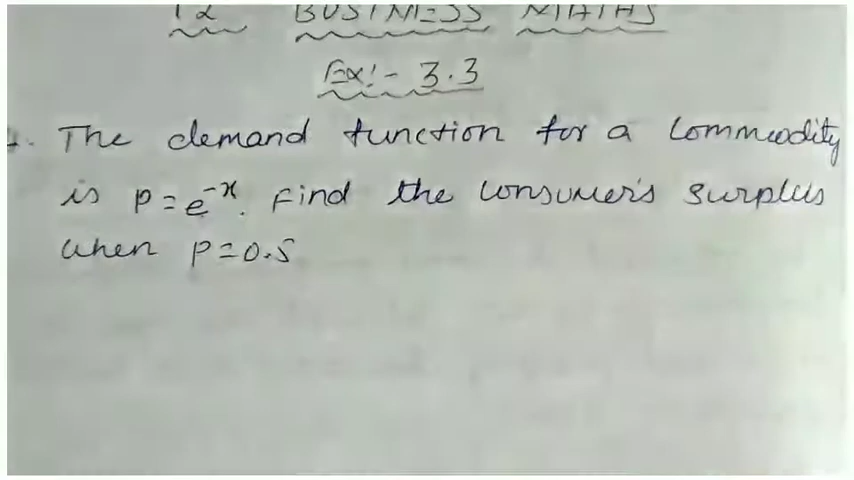 12 BUSINESS MATHS
Ex:- 3.3
The demand function for a commodity
is p=e^-x. Find the consumer's surplus
when p=0.5